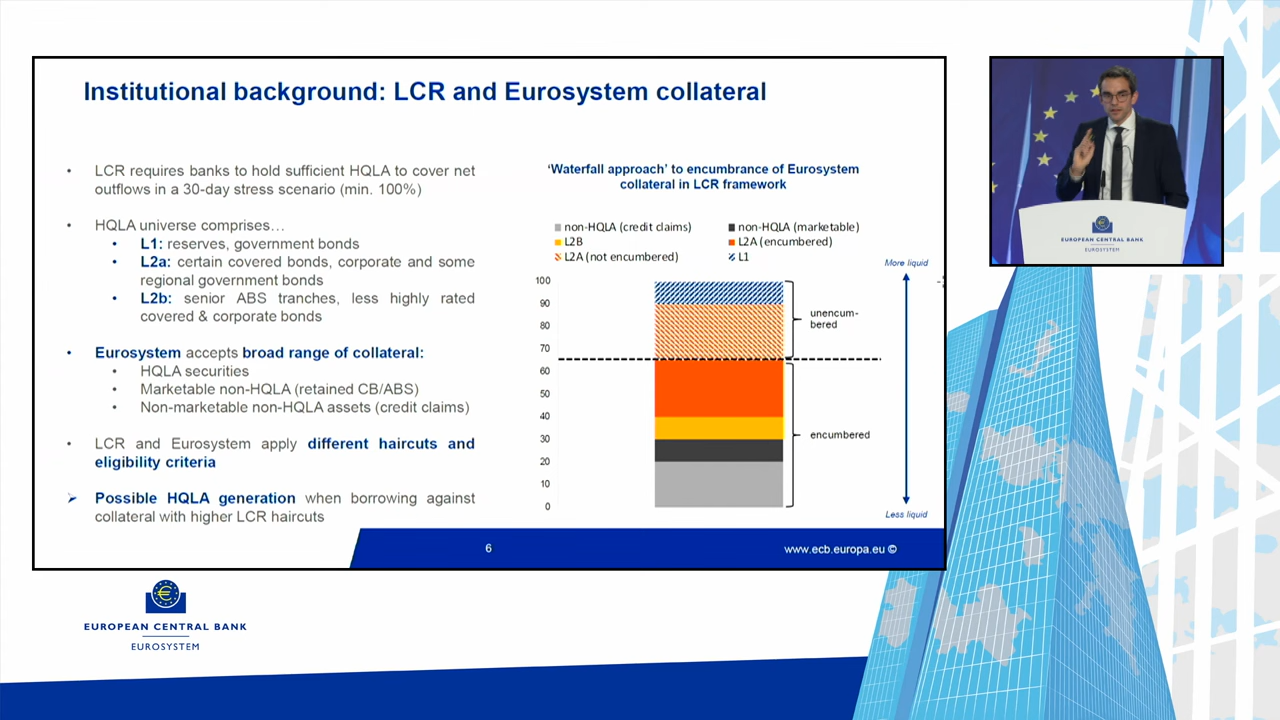 Institutional background: LCR and Eurosystem collateral
• LCR requires banks to hold sufficient HQLA to cover net
outflows in a 30-day stress scenario (min. 100%)
• HQLA universe comprises…
• L1: reserves, government bonds
• L2a: certain covered bonds, corporate and some
regional government bonds
• L2b: senior ABS tranches, less highly rated
covered & corporate bonds
• Eurosystem accepts broad range of collateral:
• HQLA securities
• Marketable non-HQLA (retained CB/ABS)
• Non-marketable non-HQLA assets (credit claims)
• LCR and Eurosystem apply different haircuts and
eligibility criteria
➢ Possible HQLA generation when borrowing against
collateral with higher LCR haircuts
‘Waterfall approach’ to encumbrance of Eurosystem
collateral in LCR framework
non-HQLA (credit claims) non-HQLA (marketable)
L2B L2A (encumbered)
L2A (not encumbered) L1
More liquid
100
90
80
70
60
50
40
30
20
10
0
unencum-
bered
encumbered
Less liquid
6 www.ecb.europa.eu ©
EUROPEAN CENTRAL BANK
EUROSYSTEM
EUROPEAN CENTRAL BANK
EUROSYSTEM